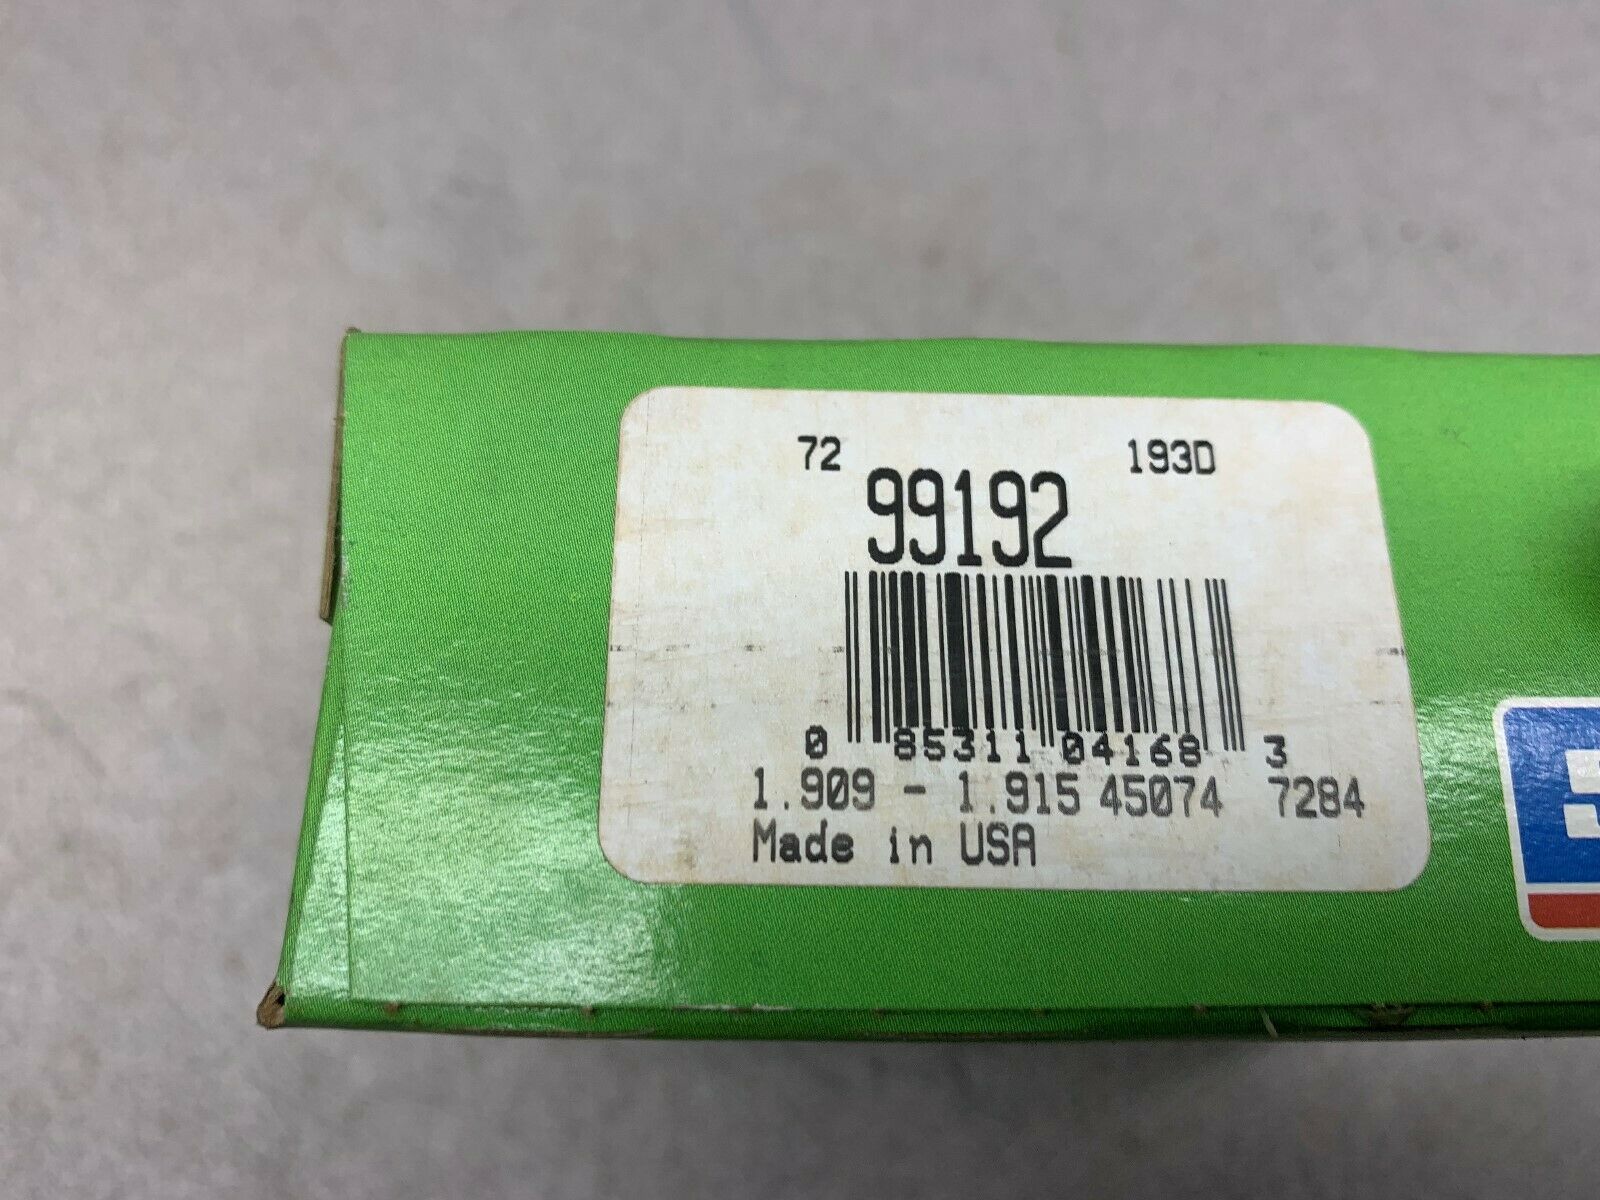 72 193D
99192
0 85311 04168 3
1.909 - 1.915 45074 7284
Made in USA